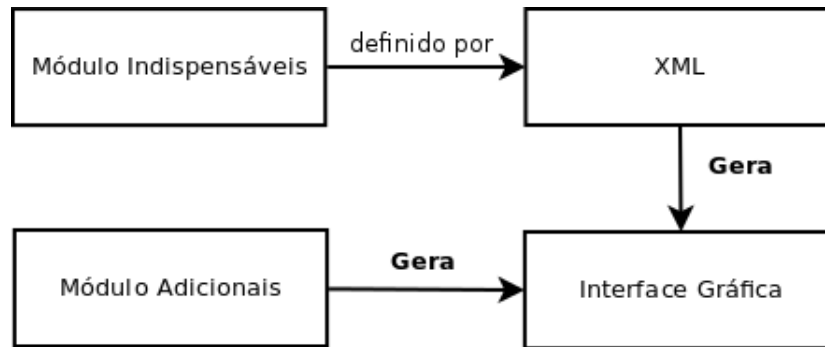 Módulo Indispensáveis
definido por
XML
Gera
Módulo Adicionais
Gera
Interface Gráfica